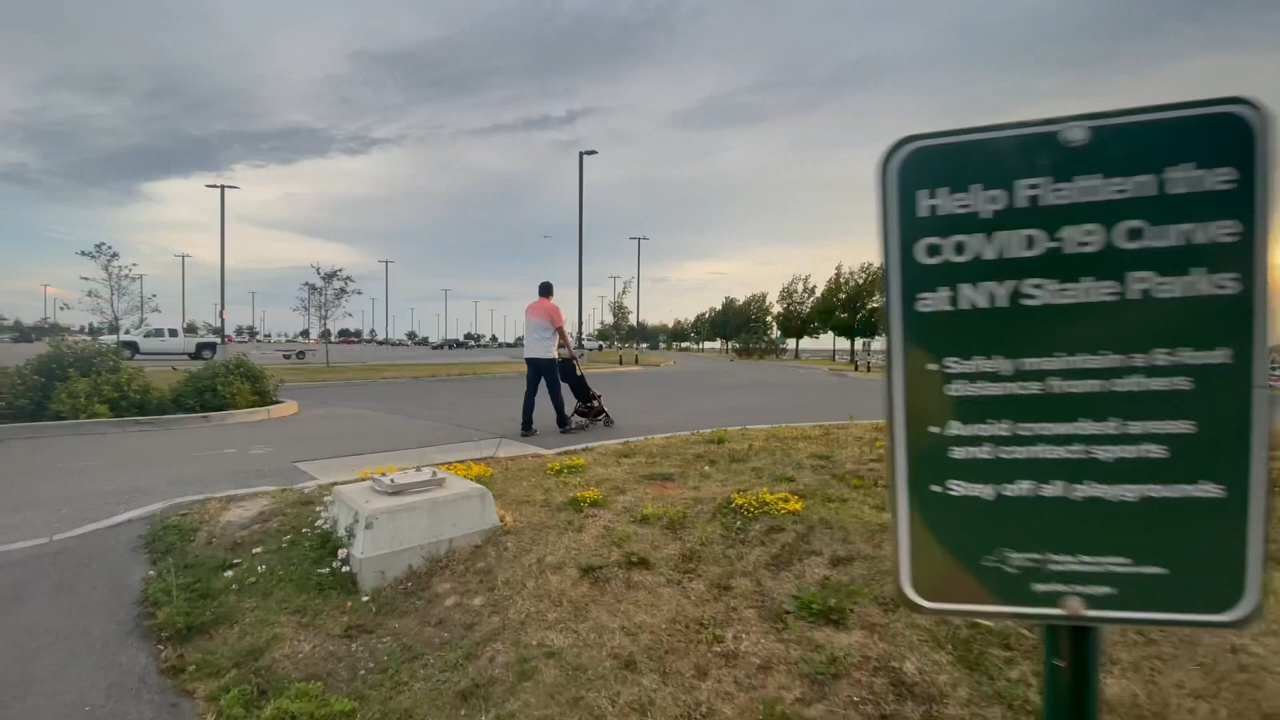 Help Flatten the
COVID-19 Curve
at NY State Parks
• Safely maintain a 6-foot
distance from others
• Avoid crowded areas
and contact sports
• Stay off all playgrounds